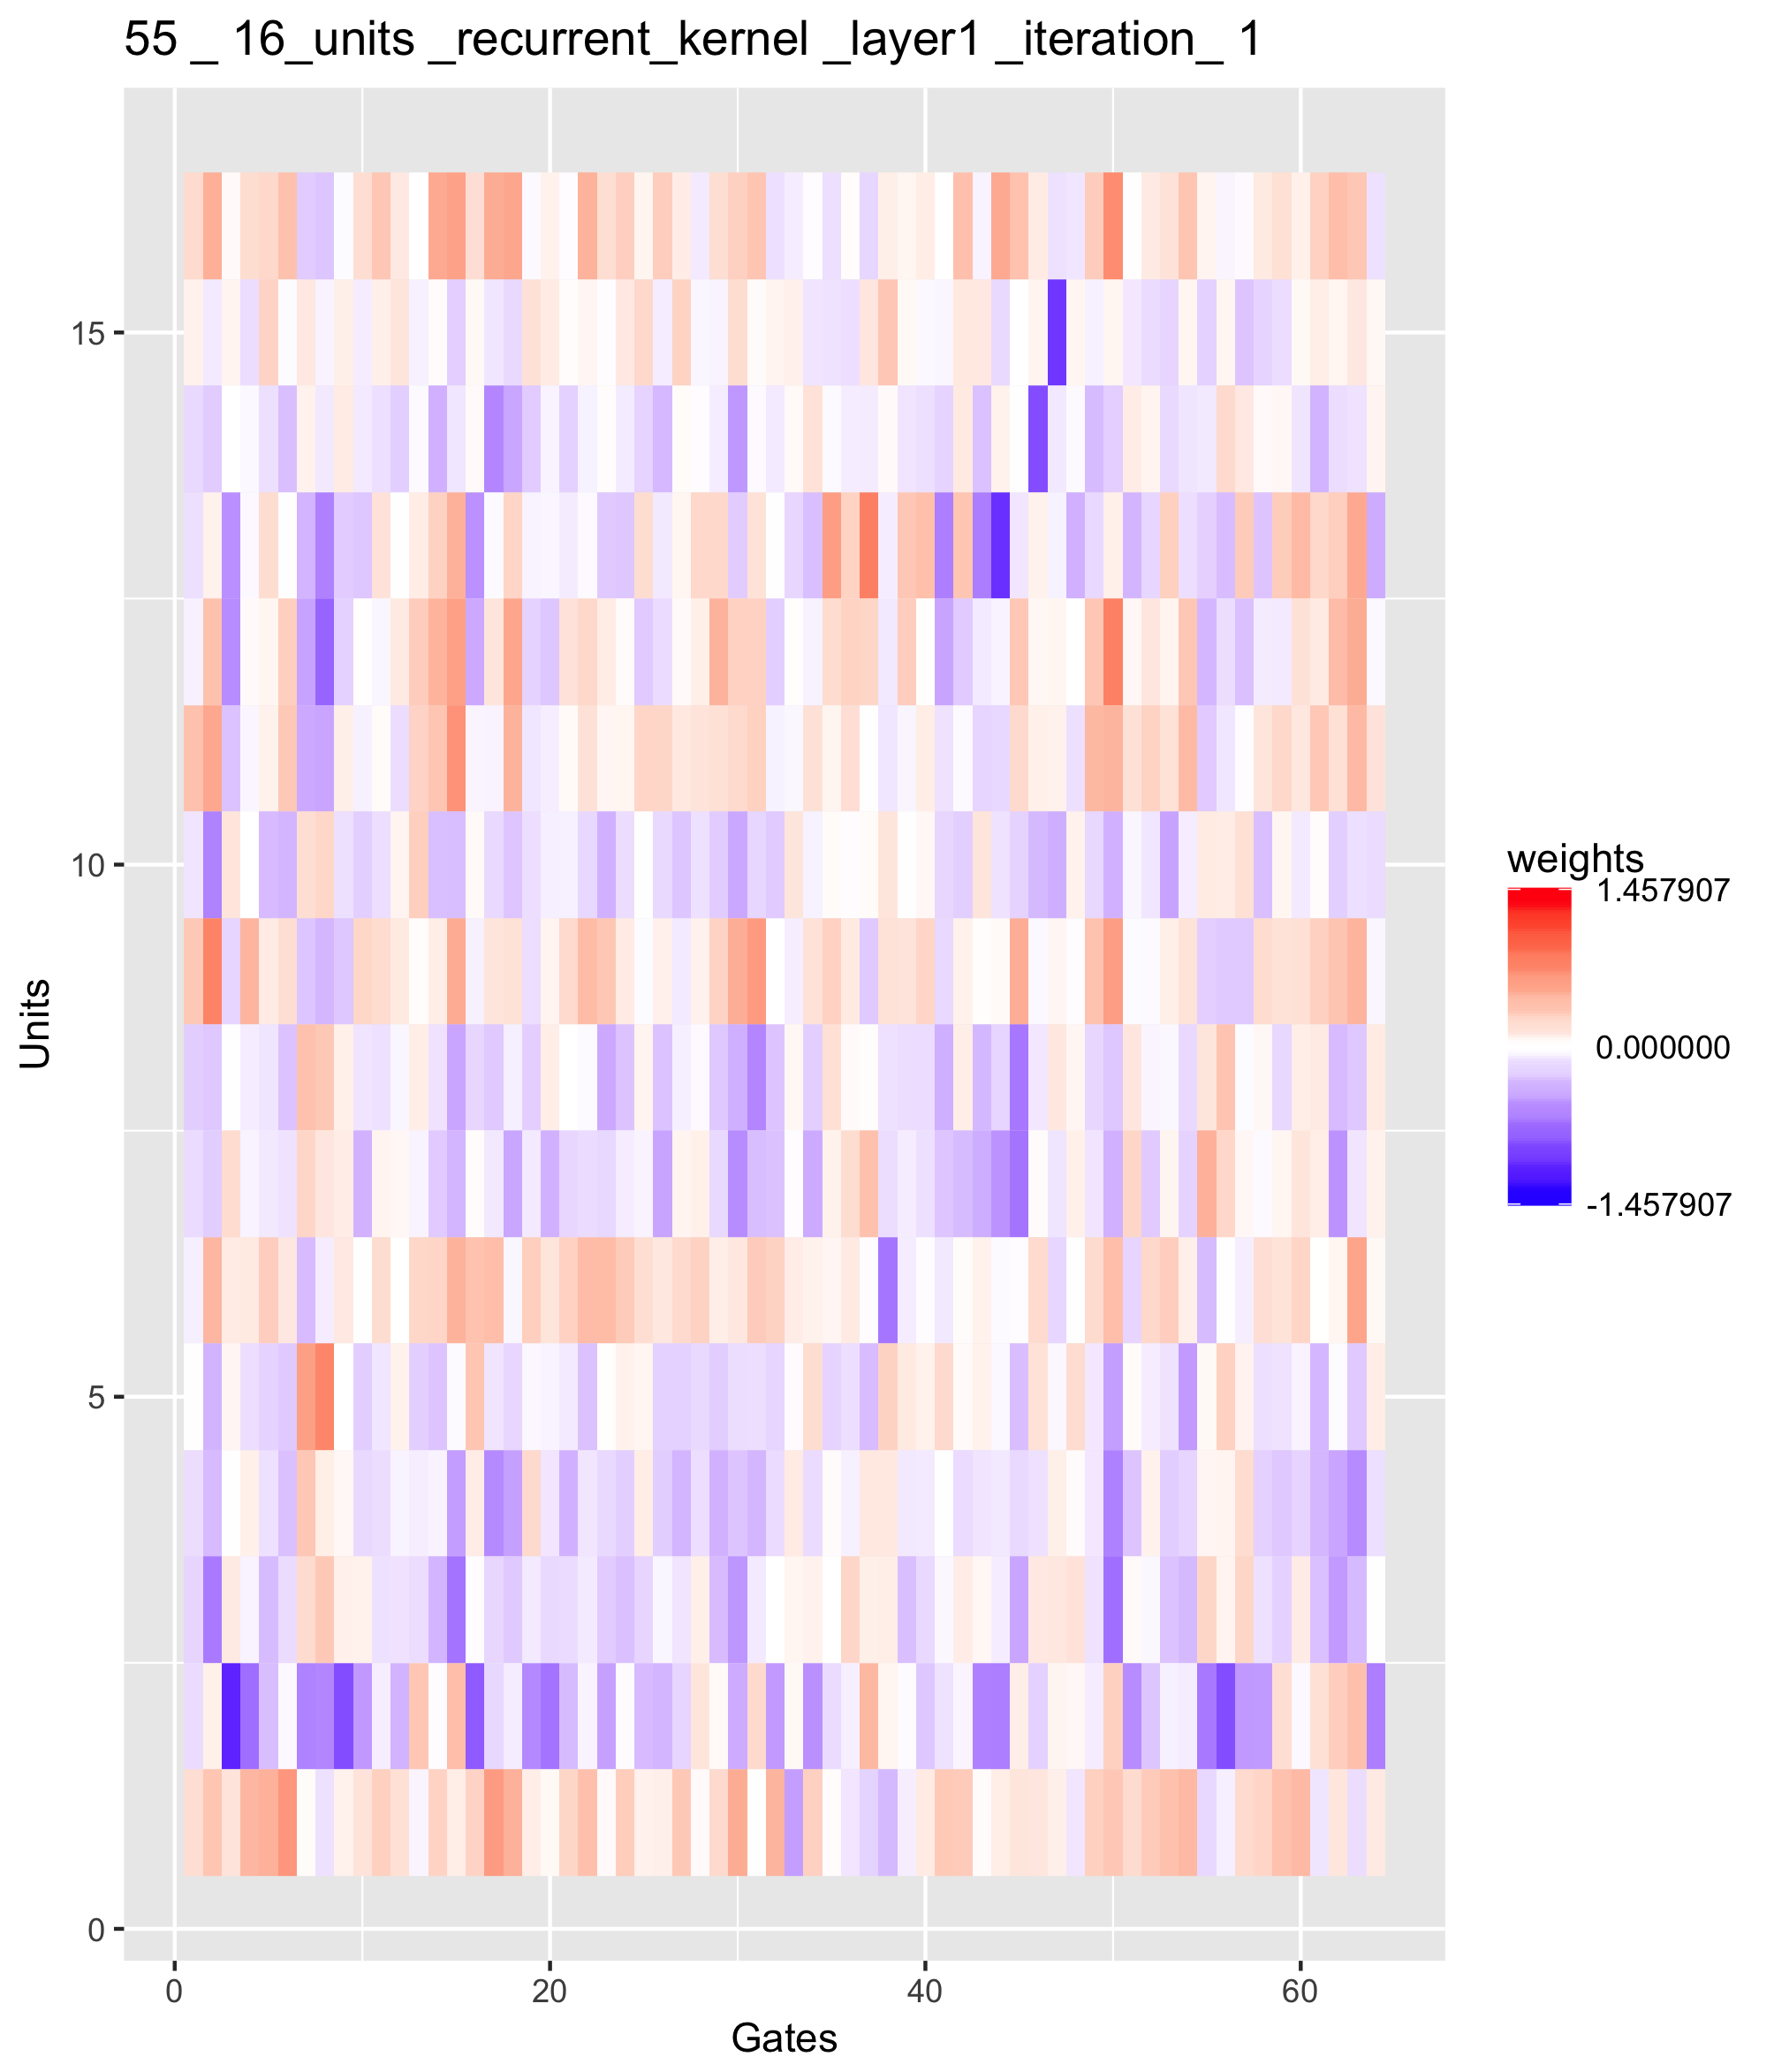 55 _ 16_units _recurrent_kernel _layer1 _iteration_ 1
15
10
5
0
0
20
40
60
Gates
Units
weights
1.457907
0.000000
-1.457907